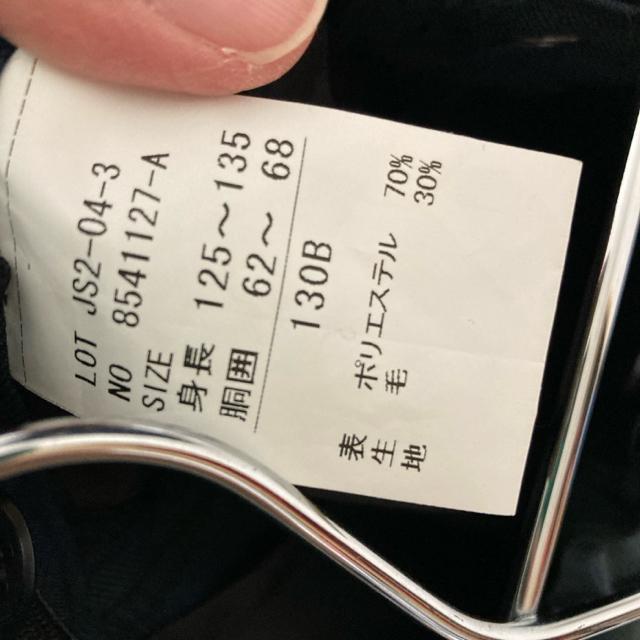 LOT JS2-04-3
NO 8541127-A
SIZE
身長 125～135
胴囲 62～ 68
130B
表生地 ポリエステル 70%
毛 30%